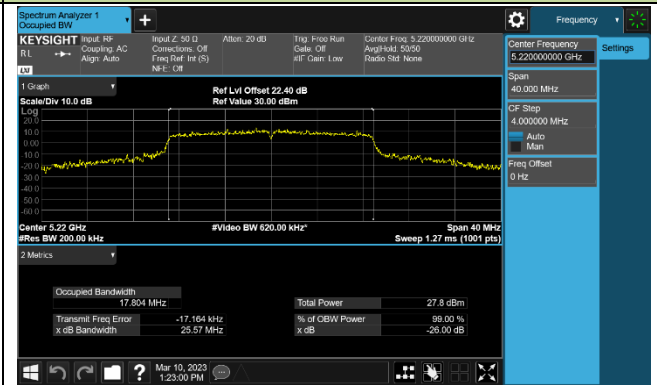 Spectrum Analyzer 1
Occupied BW
+
Frequency
KEYSIGHT
RL
LXI
Input: RF
Coupling: AC
Align: Auto
Input Z: 50 Ω
Corrections: Off
Freq Ref: Int (S)
NFE: Off
Atten: 20 dB
Trig: Free Run
Gate: Off
#IF Gain: Low
Center Freq: 5.220000000 GHz
Avg|Hold: 50/50
Radio Std: None
Center Frequency
5.220000000 GHz
Settings
Span
40.000 MHz
CF Step
4.000000 MHz
Auto
Man
Freq Offset
0 Hz
1 Graph
Scale/Div 10.0 dB
Ref Lvl Offset 22.40 dB
Ref Value 30.00 dBm
Log
20.0
10.0
0.00
-10.0
-20.0
-30.0
-40.0
-50.0
-60.0
Center 5.22 GHz
#Video BW 620.00 kHz*
Span 40 MHz
#Res BW 200.00 kHz
Sweep 1.27 ms (1001 pts)
2 Metrics
Occupied Bandwidth
17.804 MHz
Total Power 27.8 dBm
Transmit Freq Error -17.164 kHz
% of OBW Power 99.00 %
x dB Bandwidth 25.57 MHz
x dB -26.00 dB
?
Mar 10, 2023
1:23:00 PM